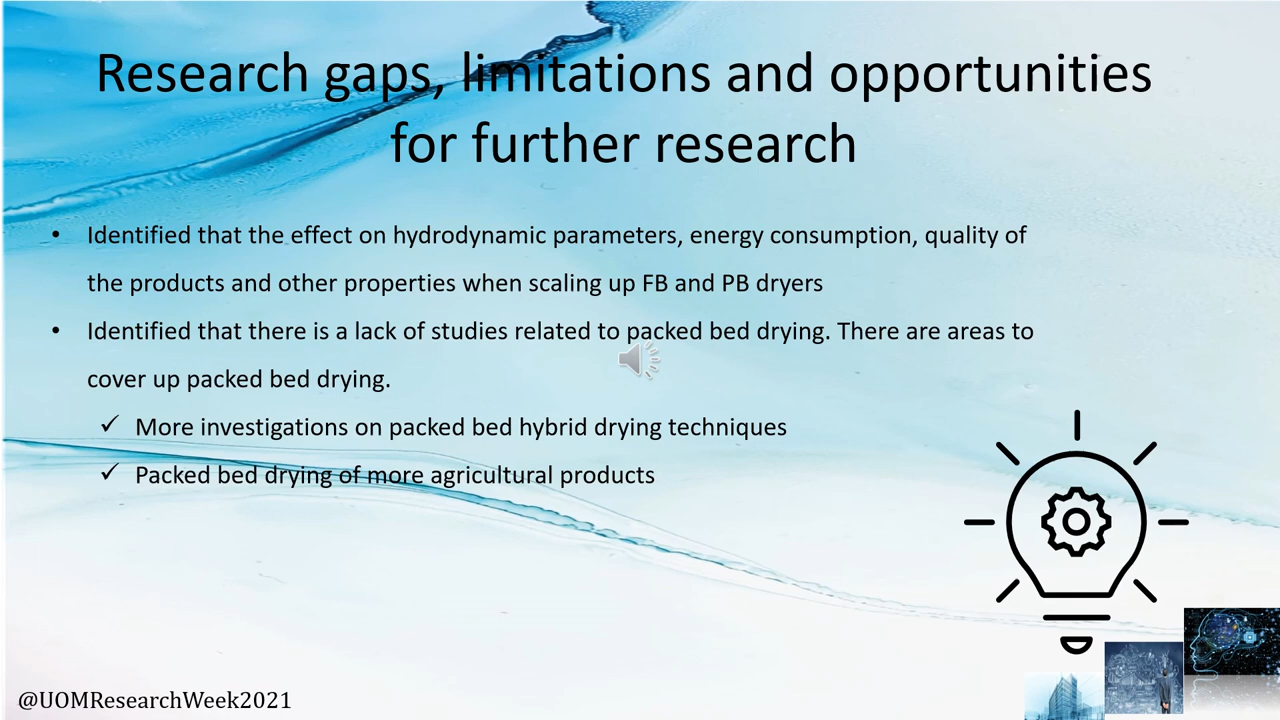 Research gaps, limitations and opportunities
for further research
• Identified that the effect on hydrodynamic parameters, energy consumption, quality of
the products and other properties when scaling up FB and PB dryers
• Identified that there is a lack of studies related to packed bed drying. There are areas to
cover up packed bed drying.
✓ More investigations on packed bed hybrid drying techniques
✓ Packed bed drying of more agricultural products
@UOMResearchWeek2021